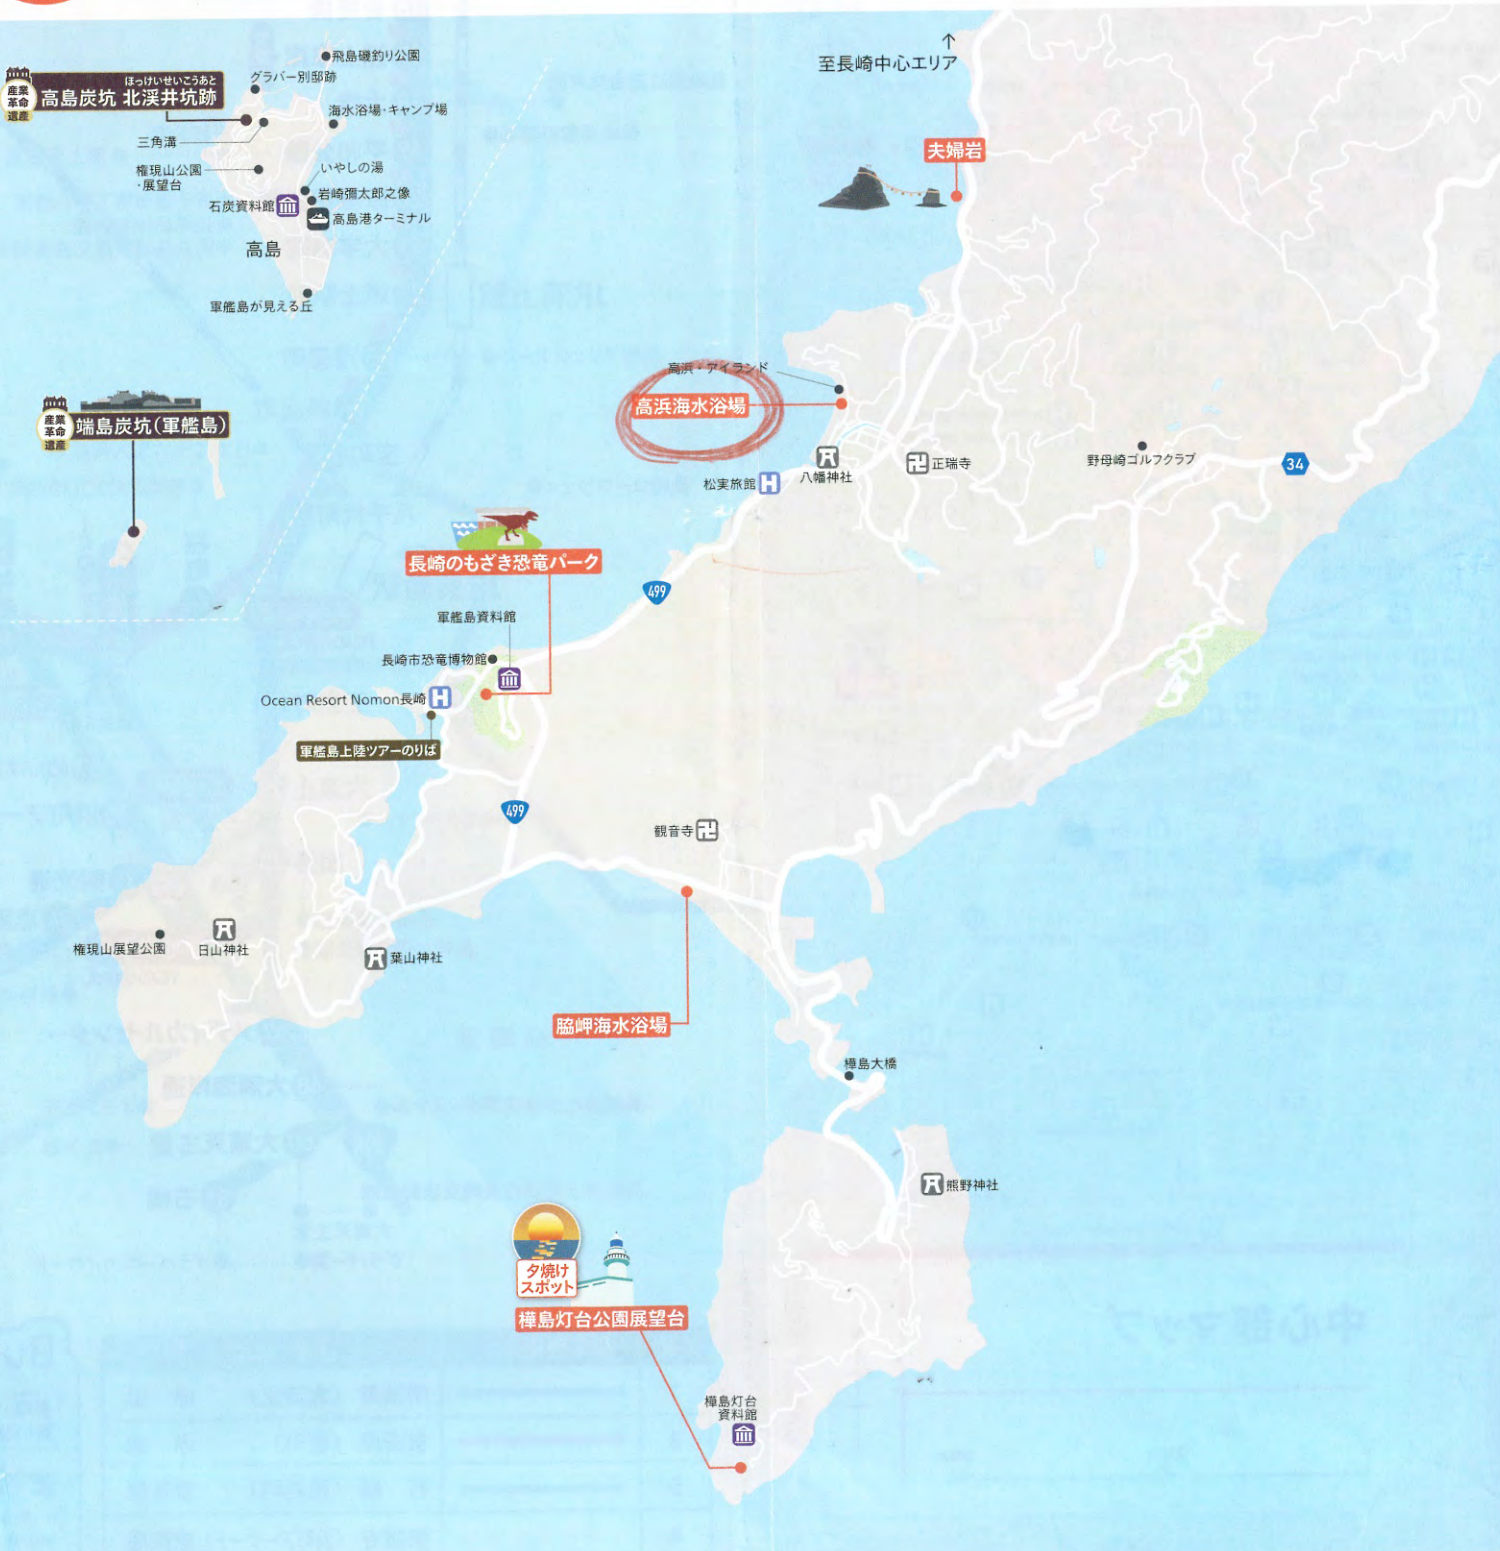 飛島磯釣り公園
グラバー別邸跡
産業
革命
遺産
ほっけいせいこうあと
高島炭坑 北渓井坑跡
海水浴場・キャンプ場
三角溝
権現山公園
・展望台
いやしの湯
岩崎彌太郎之像
石炭資料館
高島港ターミナル
高島
軍艦島が見える丘
↑
至長崎中心エリア
夫婦岩
産業
革命
遺産
端島炭坑(軍艦島)
高浜・アイランド
高浜海水浴場
八幡神社
正瑞寺
松実旅館
H
野母崎ゴルフクラブ
34
長崎のもざき恐竜パーク
499
軍艦島資料館
長崎市恐竜博物館
Ocean Resort Nomon長崎
H
軍艦島上陸ツアーのりば
499
観音寺
権現山展望公園
日山神社
葉山神社
脇岬海水浴場
樺島大橋
熊野神社
夕焼け
スポット
樺島灯台公園展望台
樺島灯台
資料館